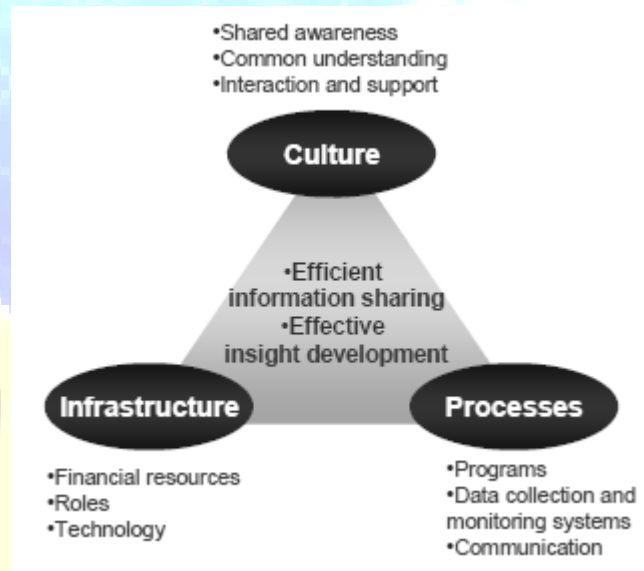 •Shared awareness
•Common understanding
•Interaction and support
Culture
•Efficient
information sharing
•Effective
insight development
Infrastructure
•Financial resources
•Roles
•Technology
Processes
•Programs
•Data collection and
monitoring systems
•Communication